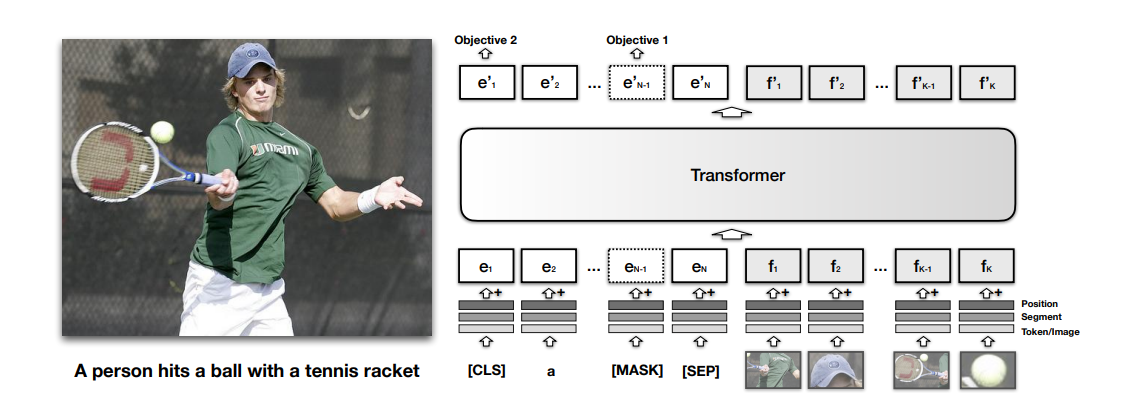 Objective 2 Objective 1
e'1 e'2 ... e'N-1 e'N f'1 f'2 ... f'K-1 f'K
Transformer
e1 e2 ... eN-1 eN f1 f2 ... fK-1 fK
+ + + + + + + +
Position
Segment
Token/Image
[CLS] a [MASK] [SEP]
MIAMI
A person hits a ball with a tennis racket